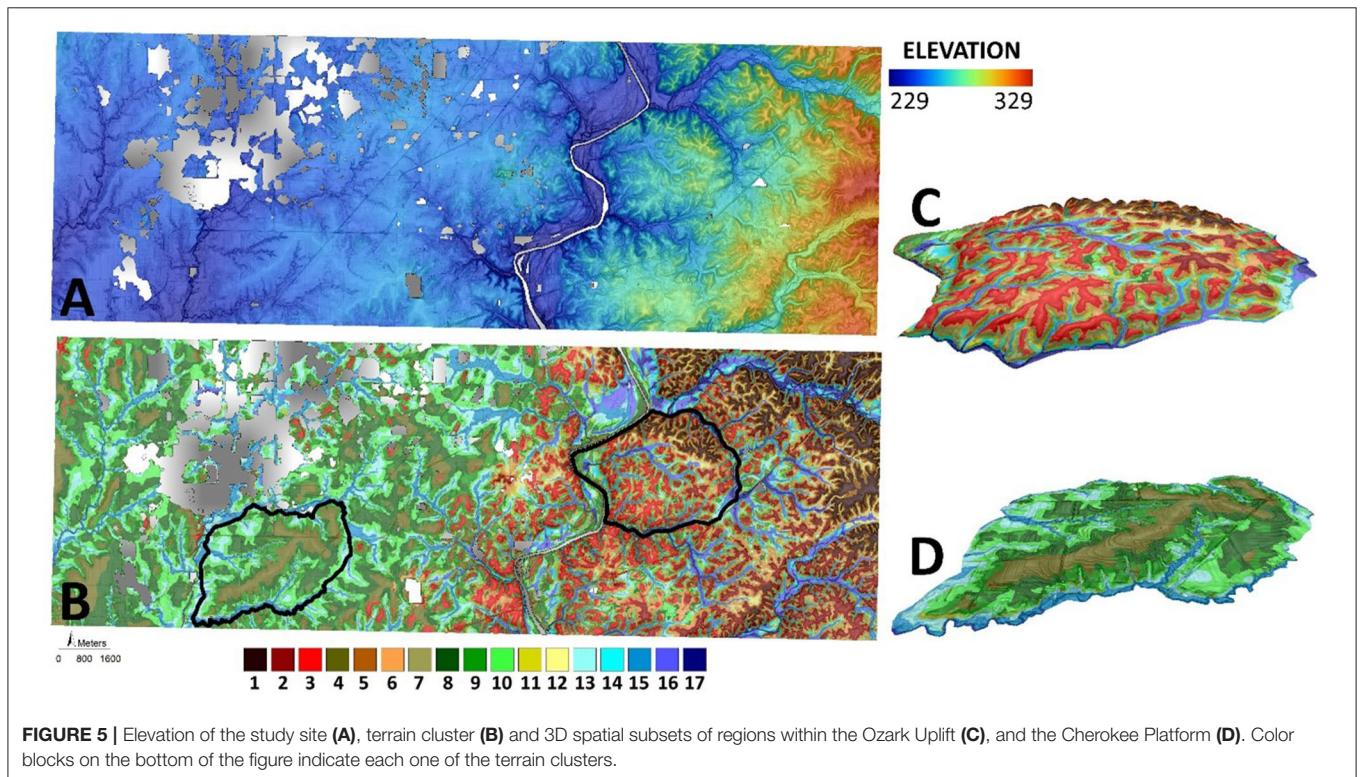 ELEVATION
229 329
A
C
B
D
Meters
0 800 1600
1 2 3 4 5 6 7 8 9 10 11 12 13 14 15 16 17
FIGURE 5 | Elevation of the study site (A), terrain cluster (B) and 3D spatial subsets of regions within the Ozark Uplift (C), and the Cherokee Platform (D). Color
blocks on the bottom of the figure indicate each one of the terrain clusters.